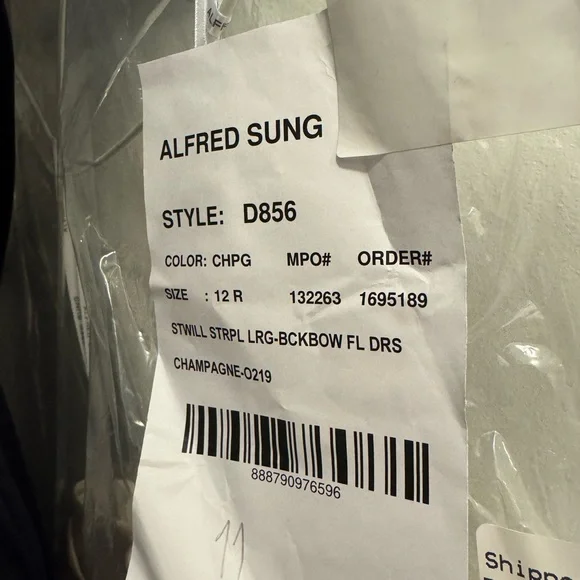 ALFRED SUNG
STYLE: D856
COLOR: CHPG MPO# ORDER#
SIZE : 12 R 132263 1695189
STWILL STRPL LRG-BCKBOW FL DRS
CHAMPAGNE-O219
888790976596
11